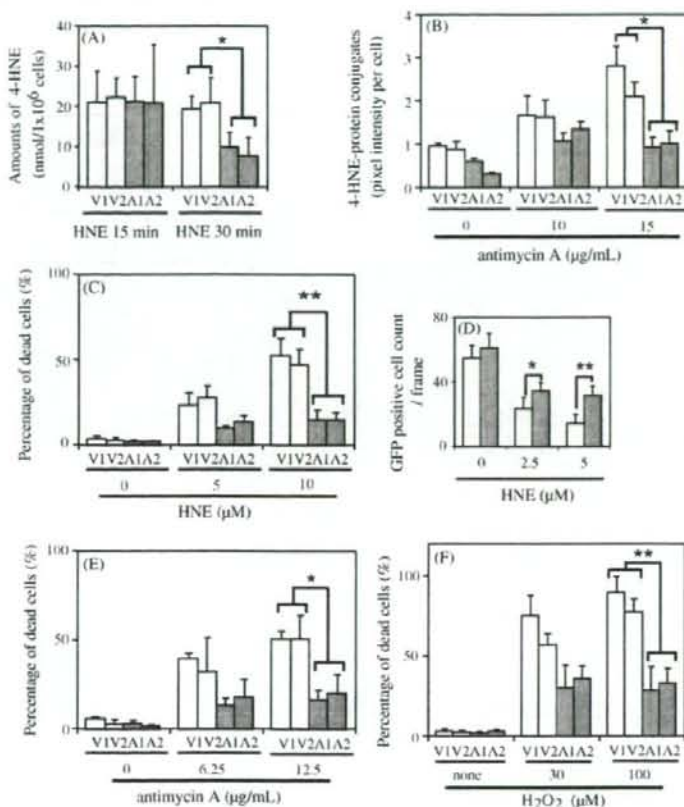 (A)
Amounts of 4-HNE
(nmol/1x10⁶ cells)
40
30
20
10
0
*
V1V2A1A2 V1V2A1A2
HNE 15 min HNE 30 min
(B)
4-HNE-protein conjugates
(pixel intensity per cell)
4
3
2
1
0
*
V1V2A1A2 V1V2A1A2 V1V2A1A2
0 10 15
antimycin A (µg/mL)
(C)
Percentage of dead cells (%)
100
50
0
**
V1V2A1A2 V1V2A1A2 V1V2A1A2
0 5 10
HNE (µM)
(D)
GFP positive cell count
/ frame
80
40
0
* **
0 2.5 5
HNE (µM)
(E)
Percentage of dead cells (%)
100
50
0
*
V1V2A1A2 V1V2A1A2 V1V2A1A2
0 6.25 12.5
antimycin A (µg/mL)
(F)
Percentage of dead cells (%)
100
50
0
**
V1V2A1A2 V1V2A1A2 V1V2A1A2
none 30 100
H₂O₂ (µM)